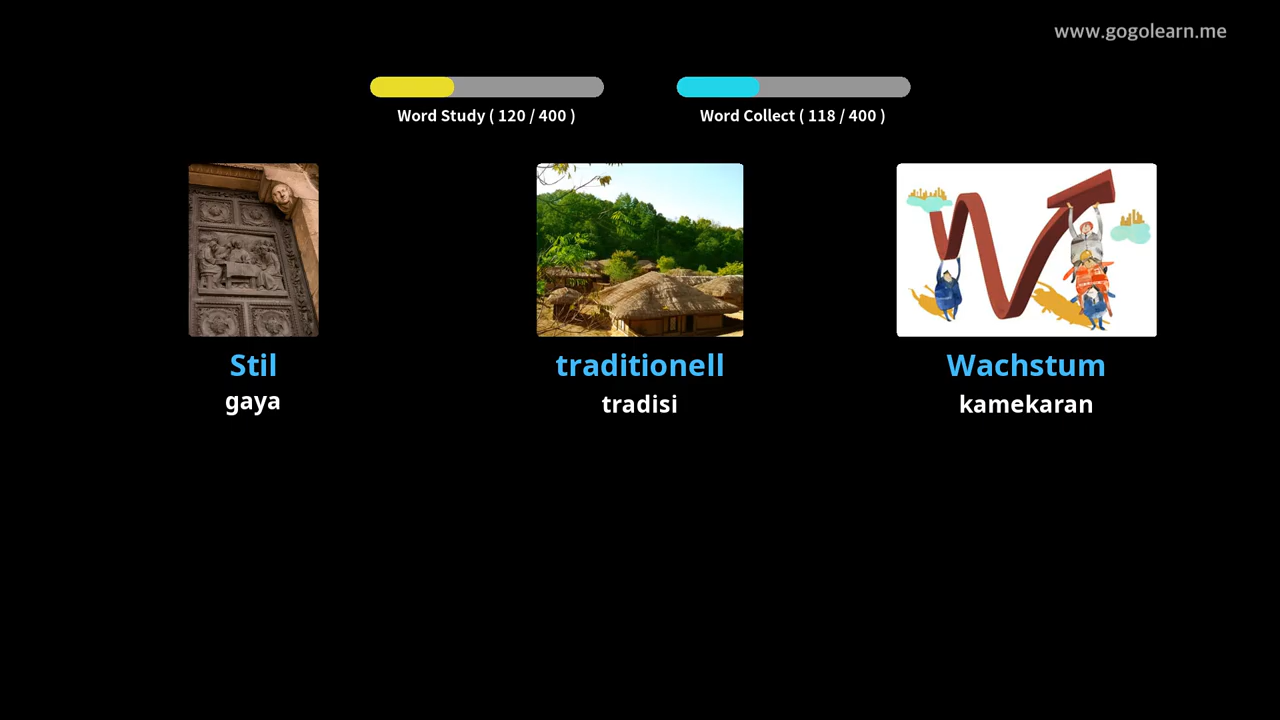 www.gogolearn.me
Word Study ( 120 / 400 )
Word Collect ( 118 / 400 )
Stil
gaya
traditionell
tradisi
Wachstum
kamekaran